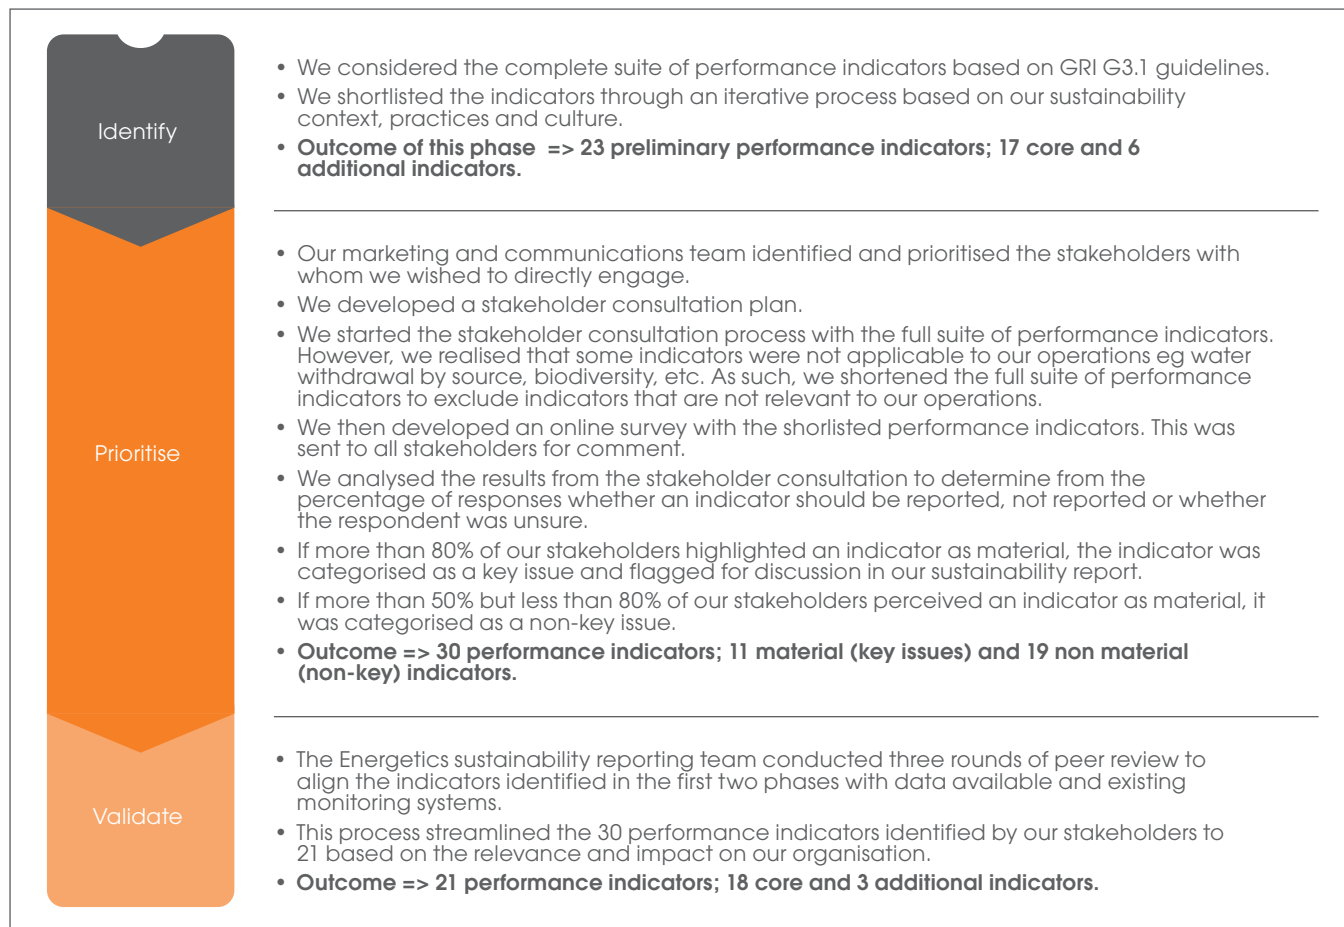 Identify
• We considered the complete suite of performance indicators based on GRI G3.1 guidelines.
• We shortlisted the indicators through an iterative process based on our sustainability
context, practices and culture.
• Outcome of this phase => 23 preliminary performance indicators; 17 core and 6
additional indicators.
Prioritise
• Our marketing and communications team identified and prioritised the stakeholders with
whom we wished to directly engage.
• We developed a stakeholder consultation plan.
• We started the stakeholder consultation process with the full suite of performance indicators.
However, we realised that some indicators were not applicable to our operations eg water
withdrawal by source, biodiversity, etc. As such, we shortened the full suite of performance
indicators to exclude indicators that are not relevant to our operations.
• We then developed an online survey with the shorlisted performance indicators. This was
sent to all stakeholders for comment.
• We analysed the results from the stakeholder consultation to determine from the
percentage of responses whether an indicator should be reported, not reported or whether
the respondent was unsure.
• If more than 80% of our stakeholders highlighted an indicator as material, the indicator was
categorised as a key issue and flagged for discussion in our sustainability report.
• If more than 50% but less than 80% of our stakeholders perceived an indicator as material, it
was categorised as a non-key issue.
• Outcome => 30 performance indicators; 11 material (key issues) and 19 non material
(non-key) indicators.
Validate
• The Energetics sustainability reporting team conducted three rounds of peer review to
align the indicators identified in the first two phases with data available and existing
monitoring systems.
• This process streamlined the 30 performance indicators identified by our stakeholders to
21 based on the relevance and impact on our organisation.
• Outcome => 21 performance indicators; 18 core and 3 additional indicators.